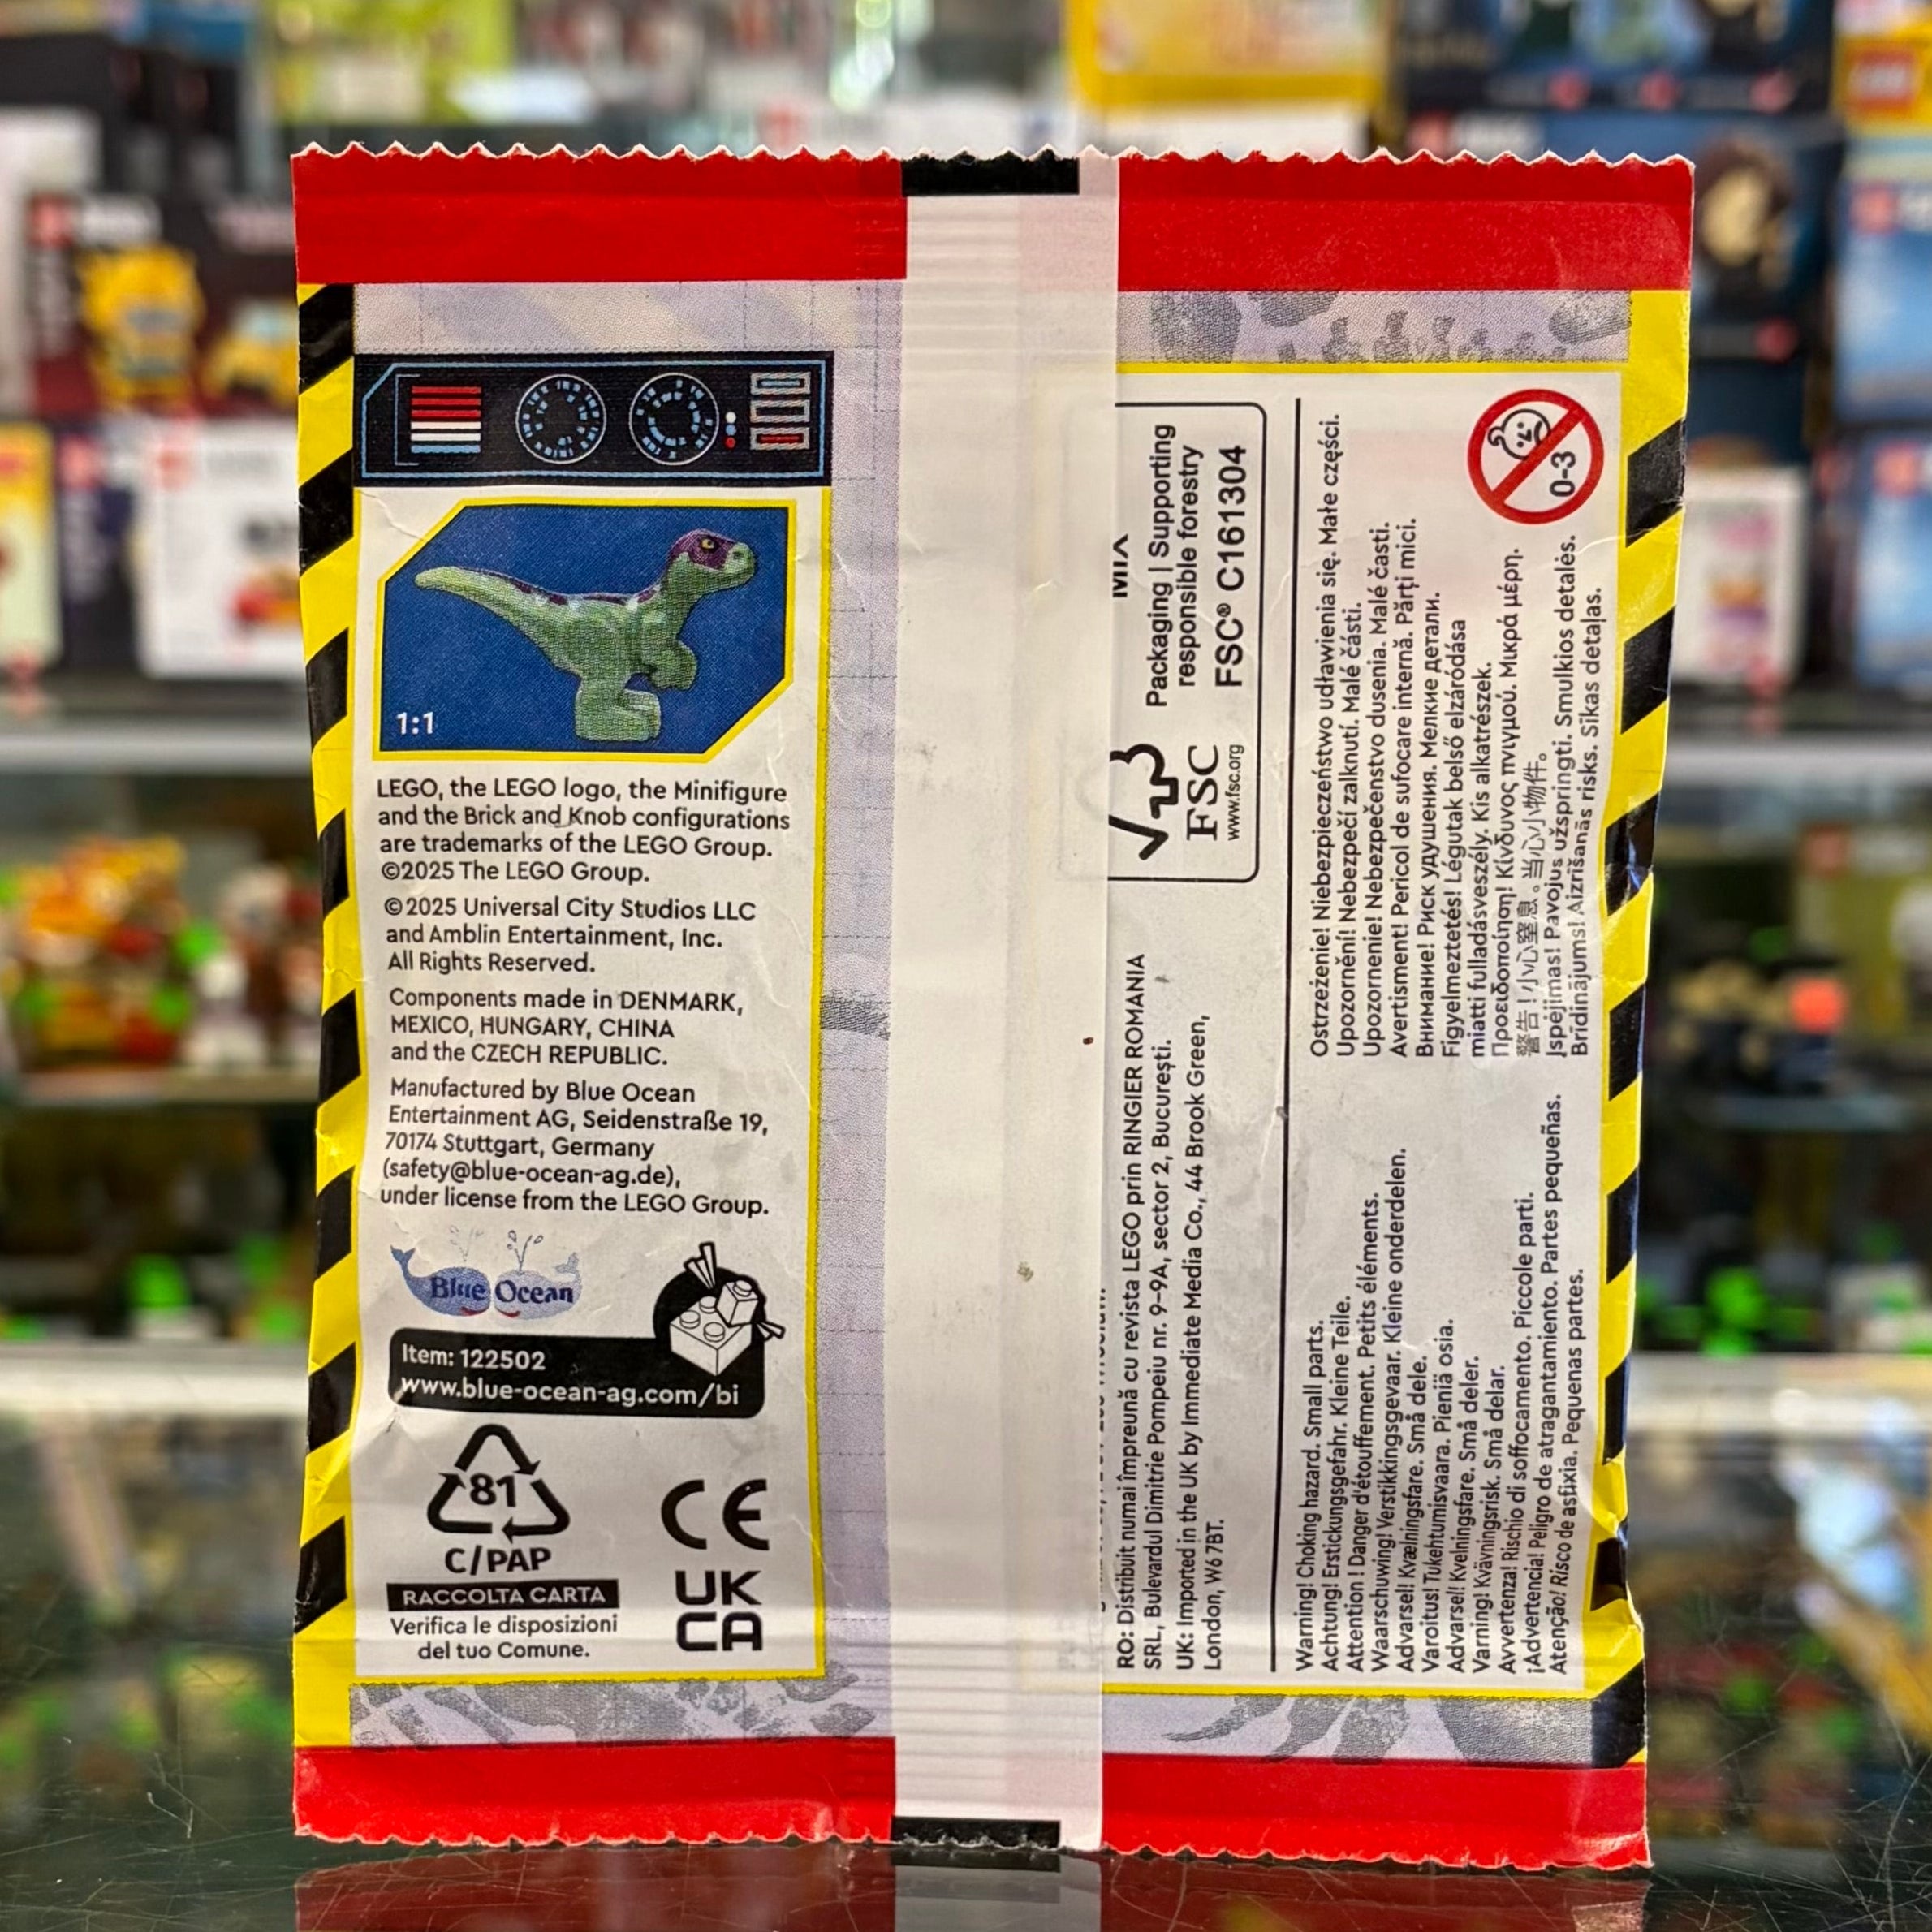 1:1
LEGO, the LEGO logo, the Minifigure
and the Brick and Knob configurations
are trademarks of the LEGO Group.
©2025 The LEGO Group.
©2025 Universal City Studios LLC
and Amblin Entertainment, Inc.
All Rights Reserved.
Components made in DENMARK,
MEXICO, HUNGARY, CHINA
and the CZECH REPUBLIC.
Manufactured by Blue Ocean
Entertainment AG, Seidenstraße 19,
70174 Stuttgart, Germany
(safety@blue-ocean-ag.de),
under license from the LEGO Group.
Blue Ocean
Item: 122502
www.blue-ocean-ag.com/bi
81
C/PAP
RACCOLTA CARTA
Verifica le disposizioni
del tuo Comune.
CE
UK
CA
MIX
Packaging | Supporting
responsible forestry
FSC® C161304
FSC
www.fsc.org
RO: Distribuit numai împreună cu revista LEGO prin RINGIER ROMANIA
SRL, Bulevardul Dimitrie Pompeiu nr. 9-9A, sector 2, București.
UK: Imported in the UK by Immediate Media Co., 44 Brook Green,
London, W6 7BT.
0-3
Warning! Choking hazard. Small parts.
Achtung! Erstickungsgefahr. Kleine Teile.
Attention ! Danger d'étouffement. Petits éléments.
Waarschuwing! Verstikkingsgevaar. Kleine onderdelen.
Advarsel! Kvælningsfare. Små dele.
Varoitus! Tukehtumisvaara. Pieniä osia.
Advarsel! Kvelningsfare. Små deler.
Varning! Kvävningsrisk. Små delar.
Avvertenza! Rischio di soffocamento. Piccole parti.
¡Advertencia! Peligro de atragantamiento. Partes pequeñas.
Atenção! Risco de asfixia. Pequenas partes.
Ostrzeżenie! Niebezpieczeństwo udławienia się. Małe części.
Upozornění! Nebezpečí zalknutí. Malé části.
Upozornenie! Nebezpečenstvo dusenia. Malé časti.
Avertisment! Pericol de sufocare internă. Părți mici.
Внимание! Риск удушения. Мелкие детали.
Figyelmeztetés! Légutak belső elzáródása
miatti fulladásveszély. Kis alkatrészek.
Προειδοποίηση! Κίνδυνος πνιγμού. Μικρά μέρη.
警告！小心窒息。当心小物件。
Įspėjimas! Pavojus užspringti. Smulkios detalės.
Brīdinājums! Aizrīšanās risks. Sīkas detaļas.